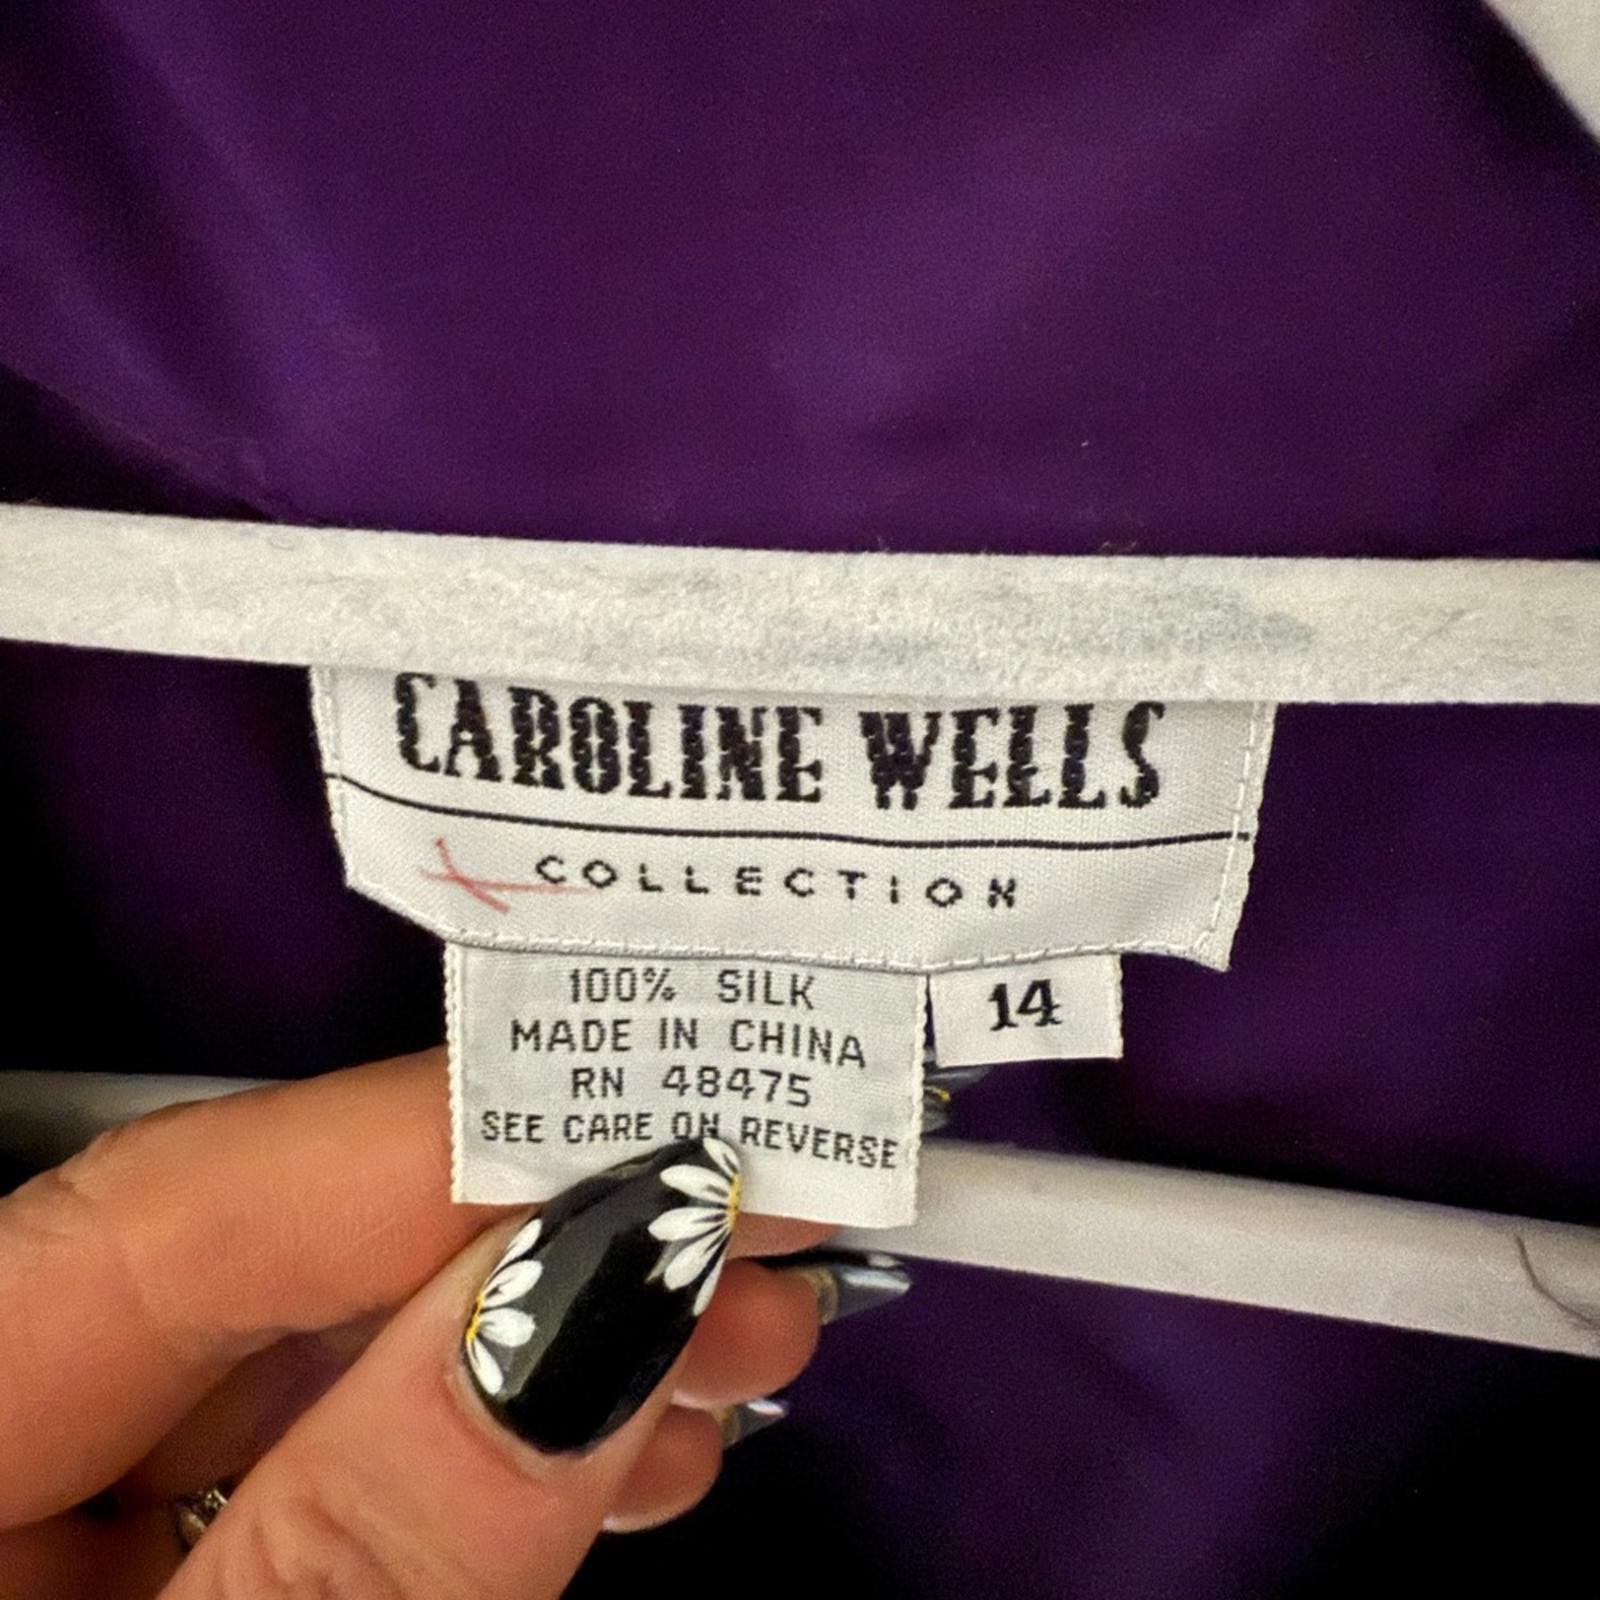 CAROLINE WELLS
COLLECTION
100% SILK
MADE IN CHINA
RN 48475
SEE CARE ON REVERSE
14